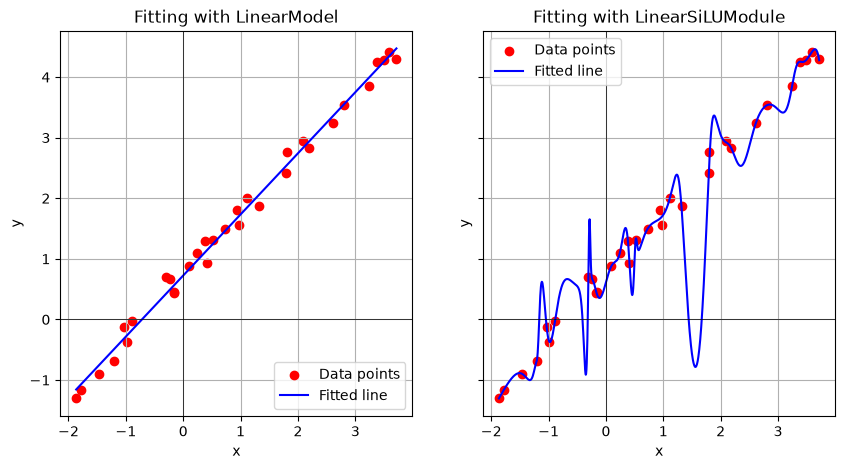 Fitting with LinearModel
4
3
2
1
0
−1
y
−2
−1
0
1
2
3
x
Data points
Fitted line
Fitting with LinearSiLUModule
Data points
Fitted line
y
−2
−1
0
1
2
3
x